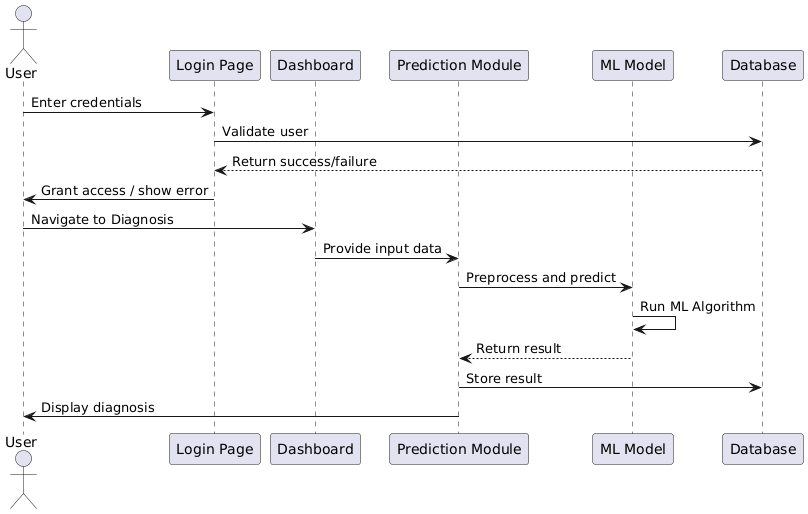 User
Login Page
Dashboard
Prediction Module
ML Model
Database
Enter credentials
Validate user
Return success/failure
Grant access / show error
Navigate to Diagnosis
Provide input data
Preprocess and predict
Run ML Algorithm
Return result
Store result
Display diagnosis
User
Login Page
Dashboard
Prediction Module
ML Model
Database